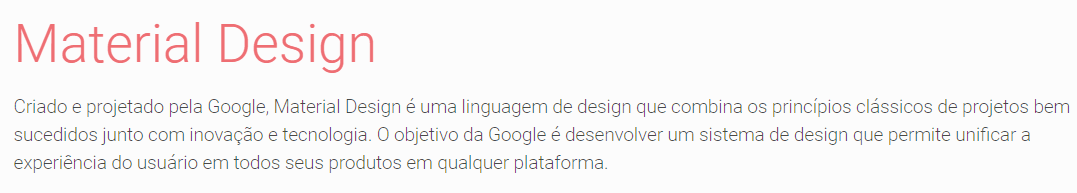 Material Design
Criado e projetado pela Google, Material Design é uma linguagem de design que combina os princípios clássicos de projetos bem
sucedidos junto com inovação e tecnologia. O objetivo da Google é desenvolver um sistema de design que permite unificar a
experiência do usuário em todos seus produtos em qualquer plataforma.